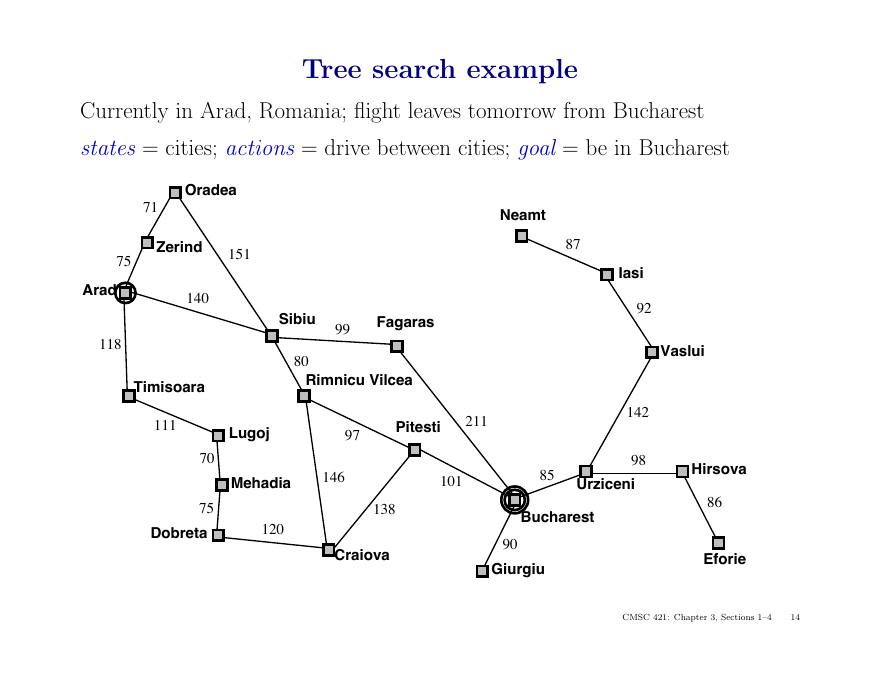 Tree search example
Currently in Arad, Romania; flight leaves tomorrow from Bucharest
states = cities; actions = drive between cities; goal = be in Bucharest
Oradea
71
Neamt
Zerind
87
151
75
Iasi
Arad
140
92
Sibiu
Fagaras
99
118
Vaslui
80
Timisoara
Rimnicu Vilcea
142
111
Lugoj
97
Pitesti
211
70
98
Hirsova
146
85
101
Mehadia
Urziceni
75
138
86
120
Bucharest
Dobreta
90
Craiova
Eforie
Giurgiu
CMSC 421: Chapter 3, Sections 1–4 14